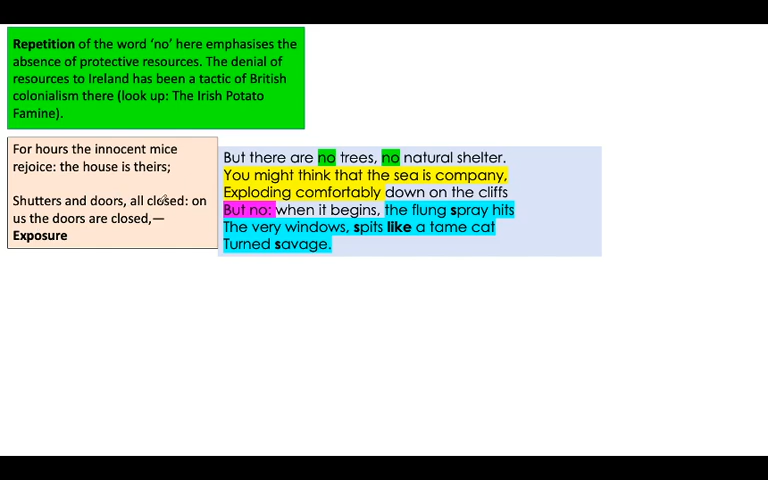 Repetition of the word ‘no’ here emphasises the
absence of protective resources. The denial of
resources to Ireland has been a tactic of British
colonialism there (look up: The Irish Potato
Famine).
For hours the innocent mice
rejoice: the house is theirs;
Shutters and doors, all closed: on
us the doors are closed,—
Exposure
But there are no trees, no natural shelter.
You might think that the sea is company,
Exploding comfortably down on the cliffs
But no: when it begins, the flung spray hits
The very windows, spits like a tame cat
Turned savage.